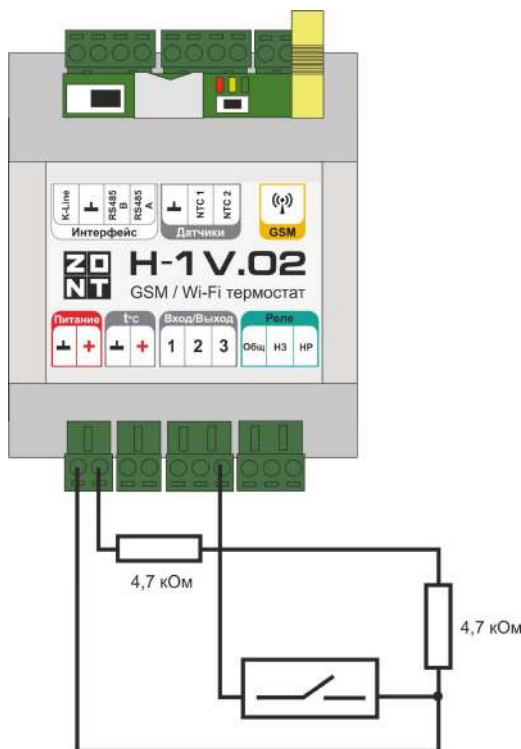 K-Line
RS485 B
RS485 A
NTC 1
NTC 2
Интерфейс
Датчики
GSM
ZONT
H-1V.02
GSM / Wi-Fi термостат
Питание
t°C
Вход/Выход
Реле
+
+
1 2 3
Общ НЗ НР
4,7 кОм
4,7 кОм